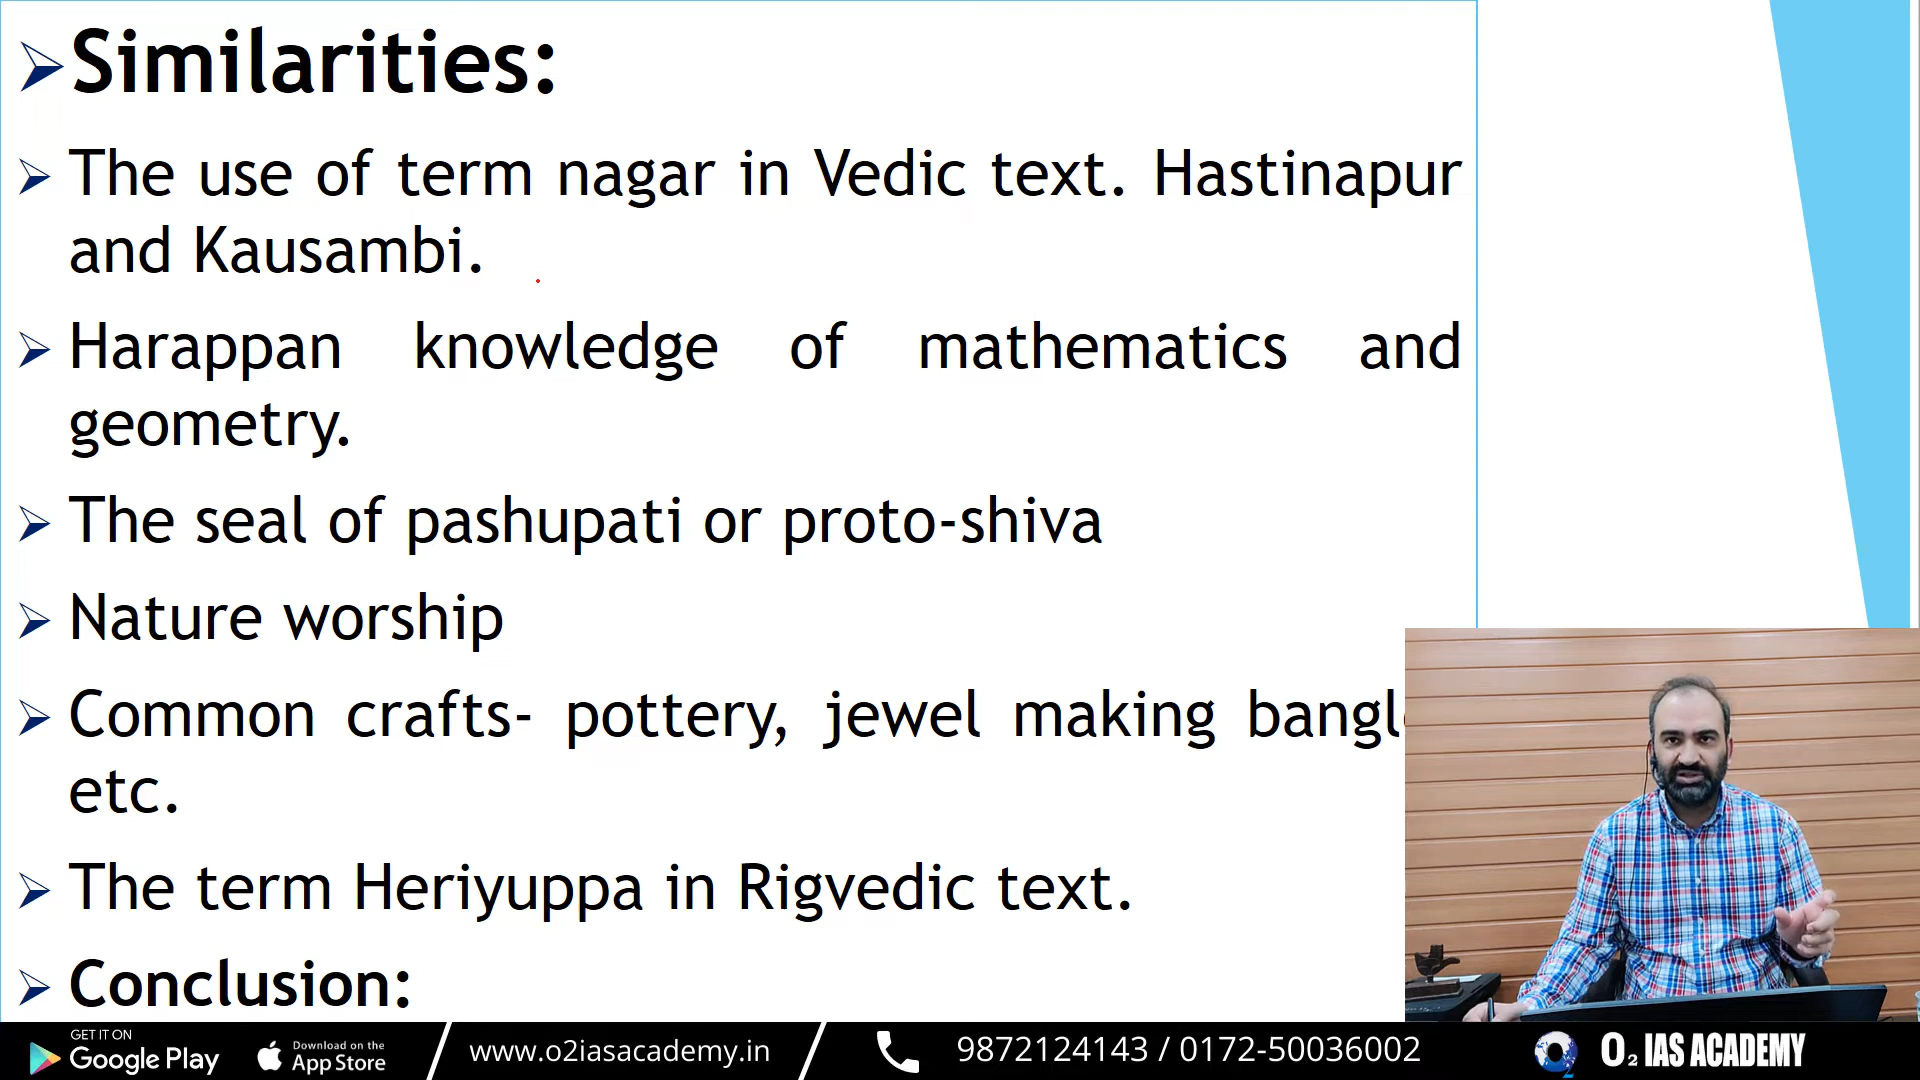 Similarities:
The use of term nagar in Vedic text. Hastinapur
and Kausambi.
Harappan knowledge of mathematics and
geometry.
The seal of pashupati or proto-shiva
Nature worship
Common crafts- pottery, jewel making
etc.
The term Heriyuppa in Rigvedic text.
Conclusion:
GET IT ON
Google Play
Download on the
App Store
www.o2iasacademy.in
9872124143 / 0172-50036002
O2 IAS ACADEMY